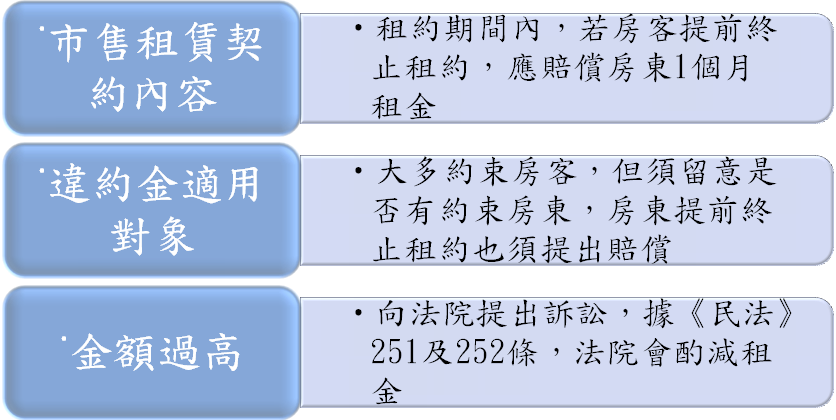 ·市售租賃契
約內容
•租約期間內，若房客提前終
止租約，應賠償房東1個月
租金
·違約金適用
對象
•大多約束房客，但須留意是
否有約束房東，房東提前終
止租約也須提出賠償
·金額過高
•向法院提出訴訟，據《民法》
251及252條，法院會酌減租
金